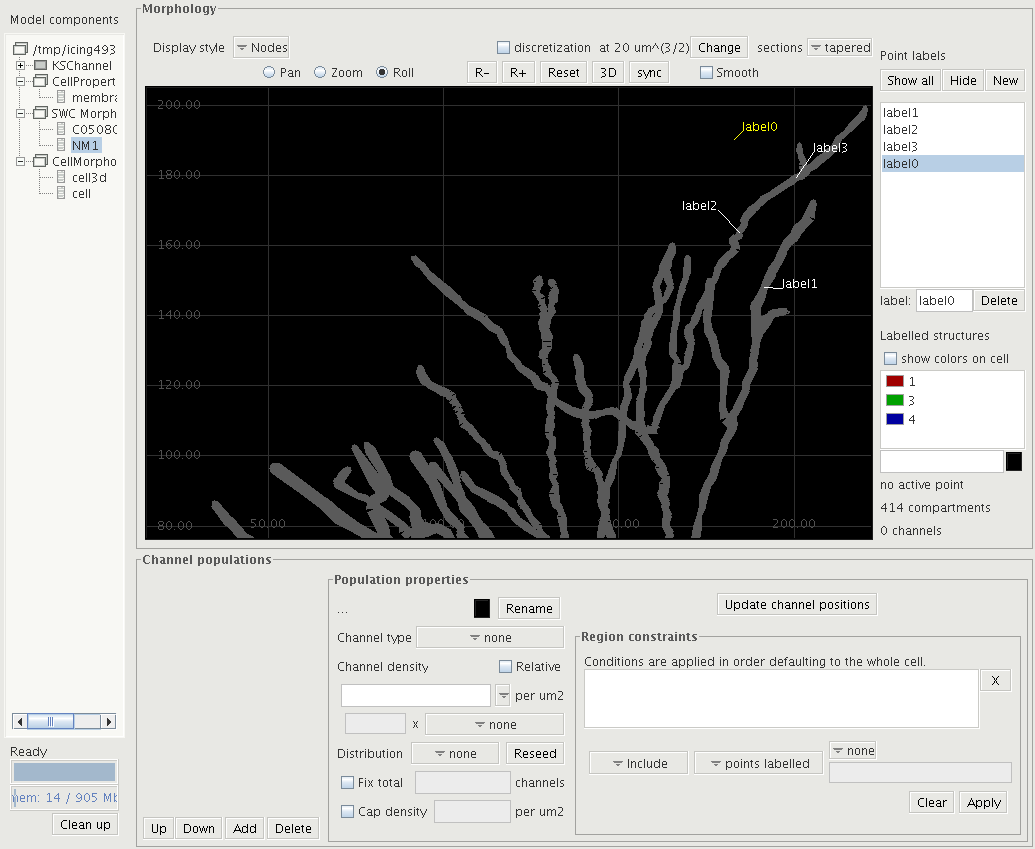 Model components
/tmp/icing493
KSChannel
CellPropert
membra
SWC Morph
C0508
NM1
CellMorpho
cell3d
cell
Ready
mem: 14 / 905 Mb
Clean up
Morphology
Display style Nodes discretization at 20 um^(3/2) Change sections tapered
Pan Zoom Roll R- R+ Reset 3D sync Smooth
200.00
180.00
160.00
140.00
120.00
100.00
80.00 50.00 200.00
label0
label3
label2
label1
Point labels
Show all Hide New
label1
label2
label3
label0
label: label0 Delete
Labelled structures
show colors on cell
1
3
4
no active point
414 compartments
0 channels
Channel populations
Up Down Add Delete
Population properties
... Rename
Channel type none
Channel density Relative
per um2
x none
Distribution none Reseed
Fix total channels
Cap density per um2
Update channel positions
Region constraints
Conditions are applied in order defaulting to the whole cell.
X
Include points labelled none
Clear Apply